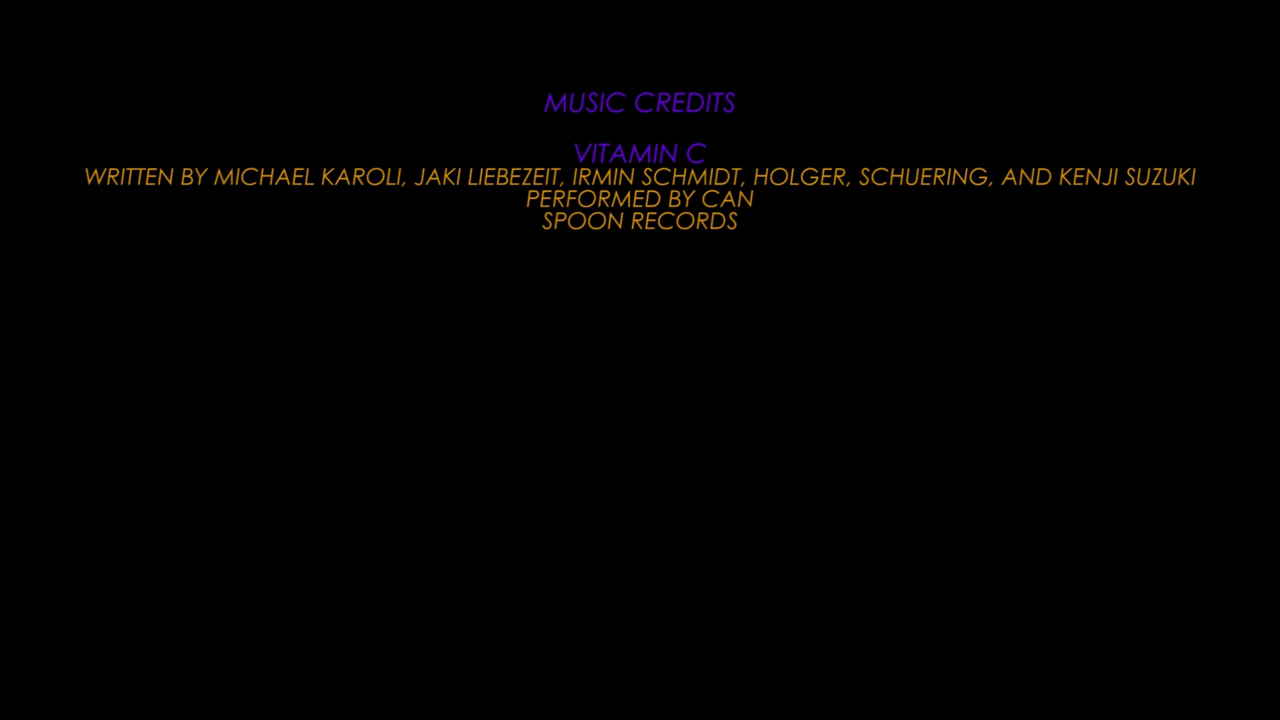 MUSIC CREDITS
VITAMIN C
WRITTEN BY MICHAEL KAROLI, JAKI LIEBEZEIT, IRMIN SCHMIDT, HOLGER, SCHUERING, AND KENJI SUZUKI
PERFORMED BY CAN
SPOON RECORDS